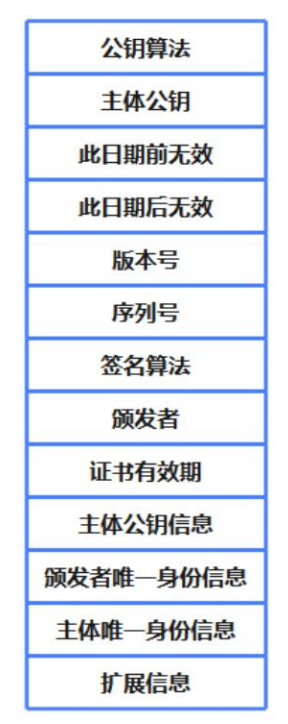 公钥算法
主体公钥
此日期前无效
此日期后无效
版本号
序列号
签名算法
颁发者
证书有效期
主体公钥信息
颁发者唯一身份信息
主体唯一身份信息
扩展信息